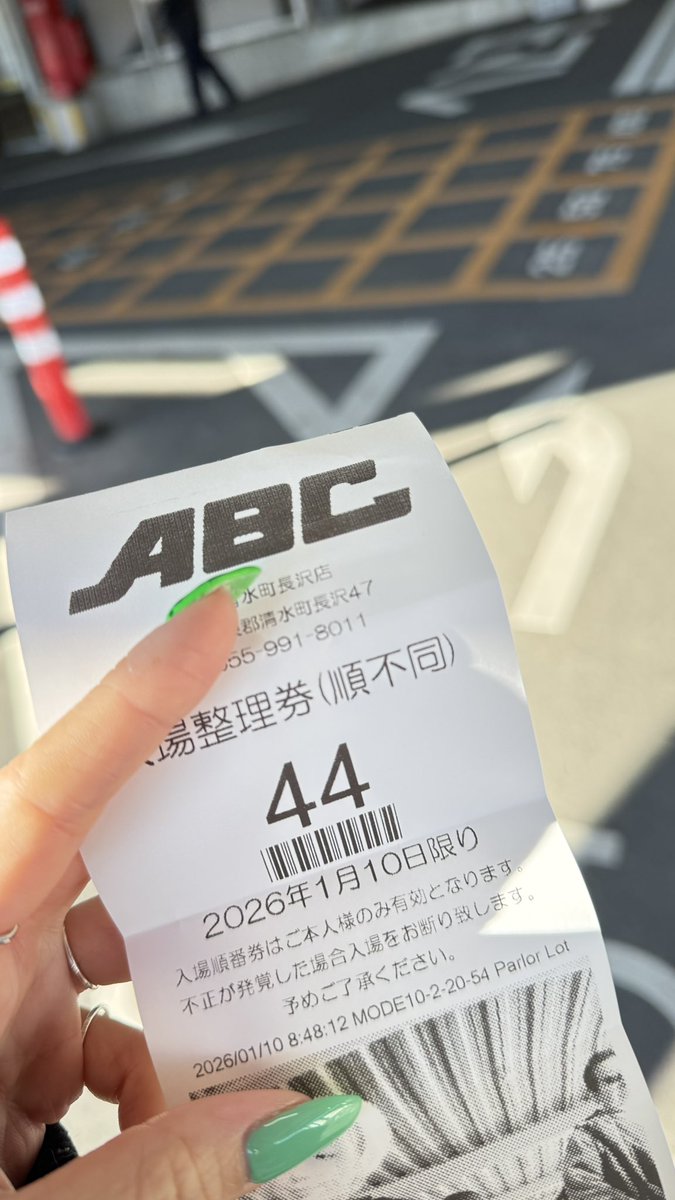 ABC
水町長沢店
郡清水町長沢47
55-991-8011
場整理券(順不同)
44
2026年1月10日限り
入場順番券はご本人様のみ有効となります。
不正が発覚した場合入場をお断り致します。
予めご了承ください。
2026/01/10 8:48:12 MODE10-2-20-54 Parlor Lot